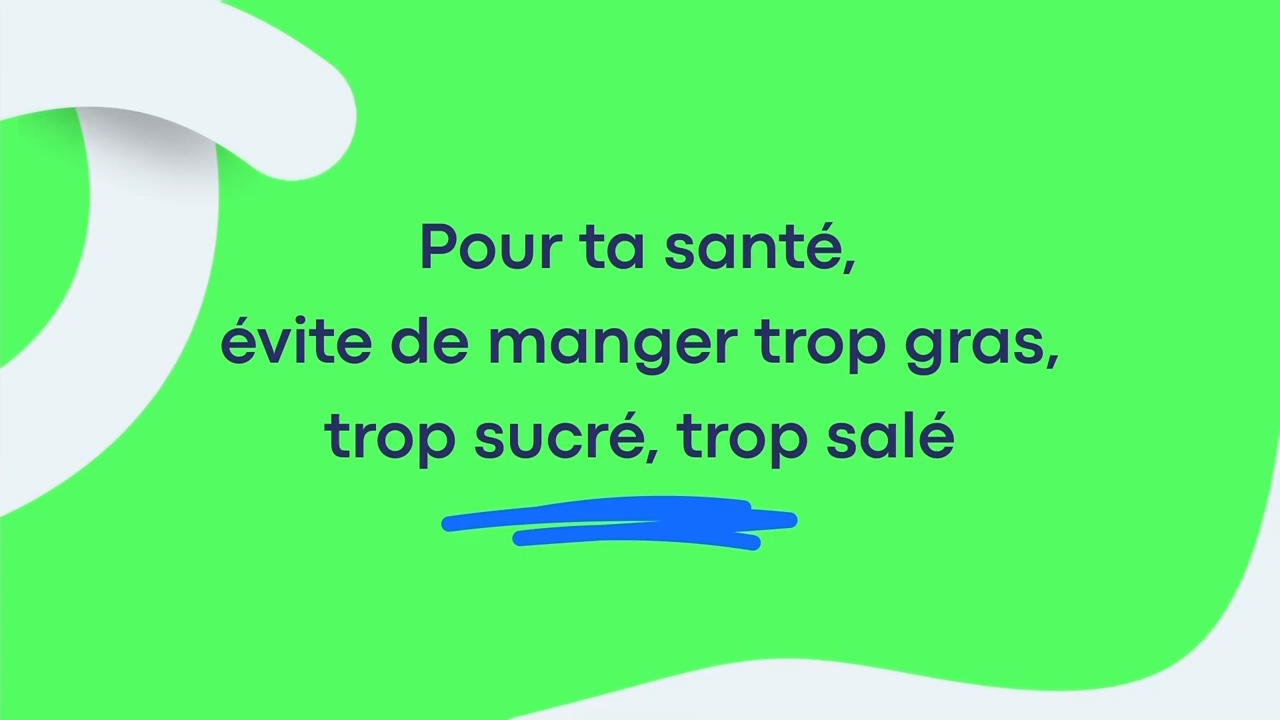 Pour ta santé,
évite de manger trop gras,
trop sucré, trop salé